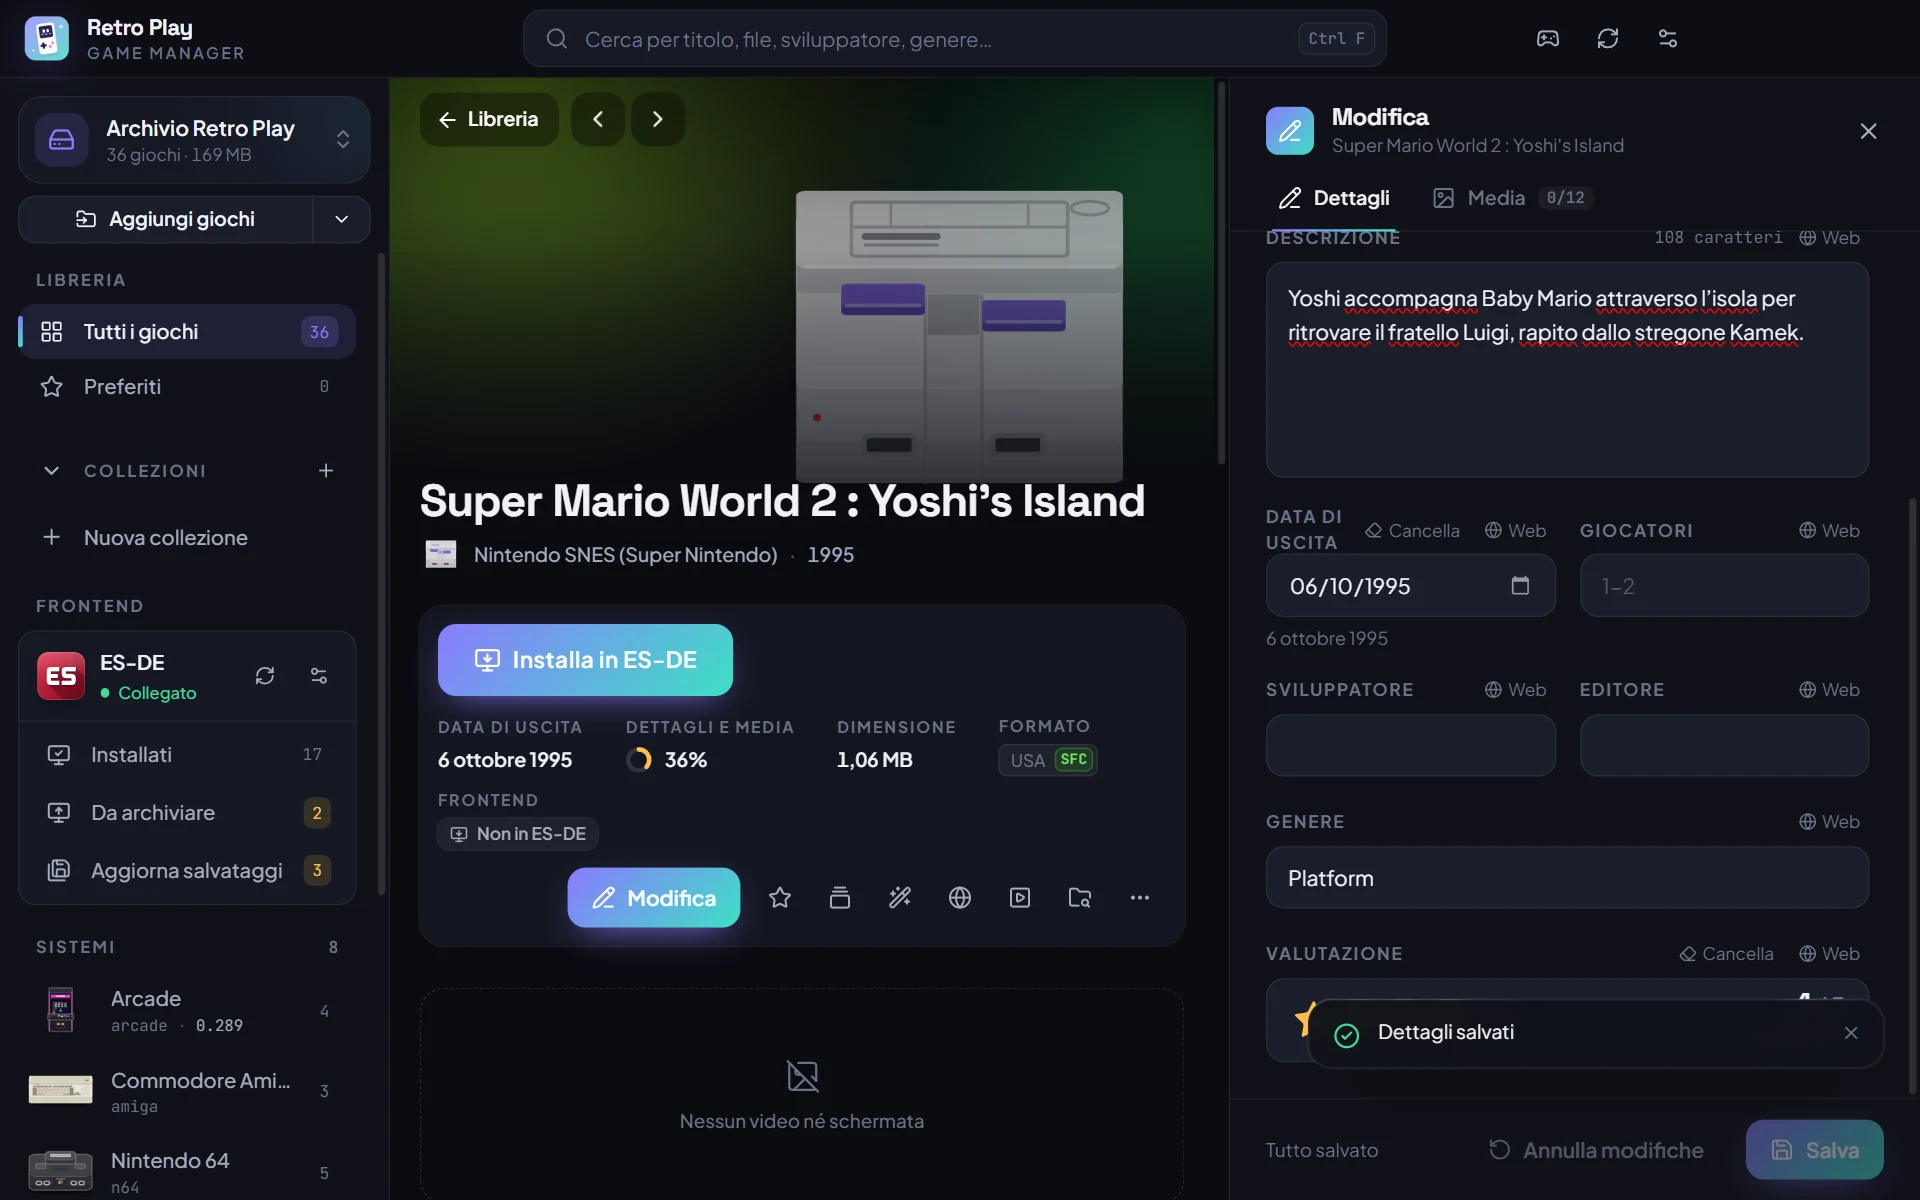 Retro Play
GAME MANAGER
Cerca per titolo, file, sviluppatore, genere...
Ctrl F
Archivio Retro Play
36 giochi · 169 MB
Aggiungi giochi
LIBRERIA
Tutti i giochi
36
Preferiti
0
COLLEZIONI
Nuova collezione
FRONTEND
ES
ES-DE
Collegato
Installati
17
Da archiviare
2
Aggiorna salvataggi
3
SISTEMI
8
Arcade
arcade · 0.289
4
Commodore Ami...
amiga
3
Nintendo 64
n64
5
Libreria
Super Mario World 2 : Yoshi's Island
Nintendo SNES (Super Nintendo) · 1995
Installa in ES-DE
DATA DI USCITA
6 ottobre 1995
DETTAGLI E MEDIA
36%
DIMENSIONE
1,06 MB
FORMATO
USA SFC
FRONTEND
Non in ES-DE
Modifica
Nessun video né schermata
Modifica
Super Mario World 2 : Yoshi's Island
Dettagli
Media
0/12
DESCRIZIONE
108 caratteri
Web
Yoshi accompagna Baby Mario attraverso l'isola per
ritrovare il fratello Luigi, rapito dallo stregone Kamek.
DATA DI
USCITA
Cancella
Web
06/10/1995
6 ottobre 1995
GIOCATORI
Web
1–2
SVILUPPATORE
Web
EDITORE
Web
GENERE
Web
Platform
VALUTAZIONE
Cancella
Web
Dettagli salvati
Tutto salvato
Annulla modifiche
Salva